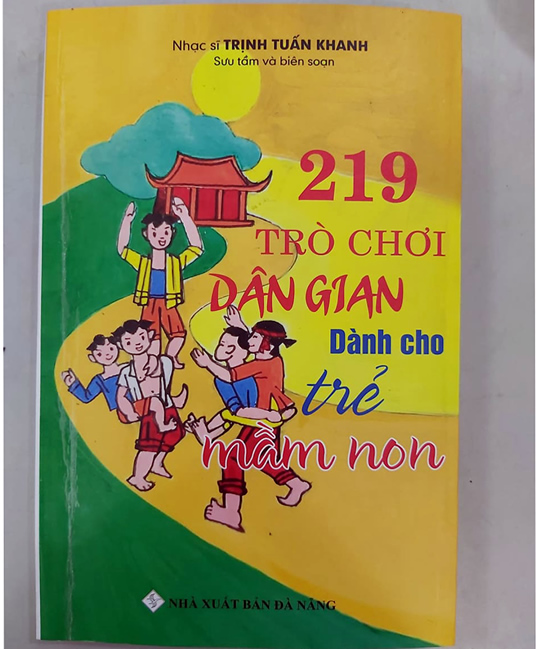 Nhạc sĩ TRỊNH TUẤN KHANH
Sưu tầm và biên soạn
219
TRÒ CHƠI
DÂN GIAN
Dành cho
trẻ
mầm non
NHÀ XUẤT BẢN ĐÀ NẴNG